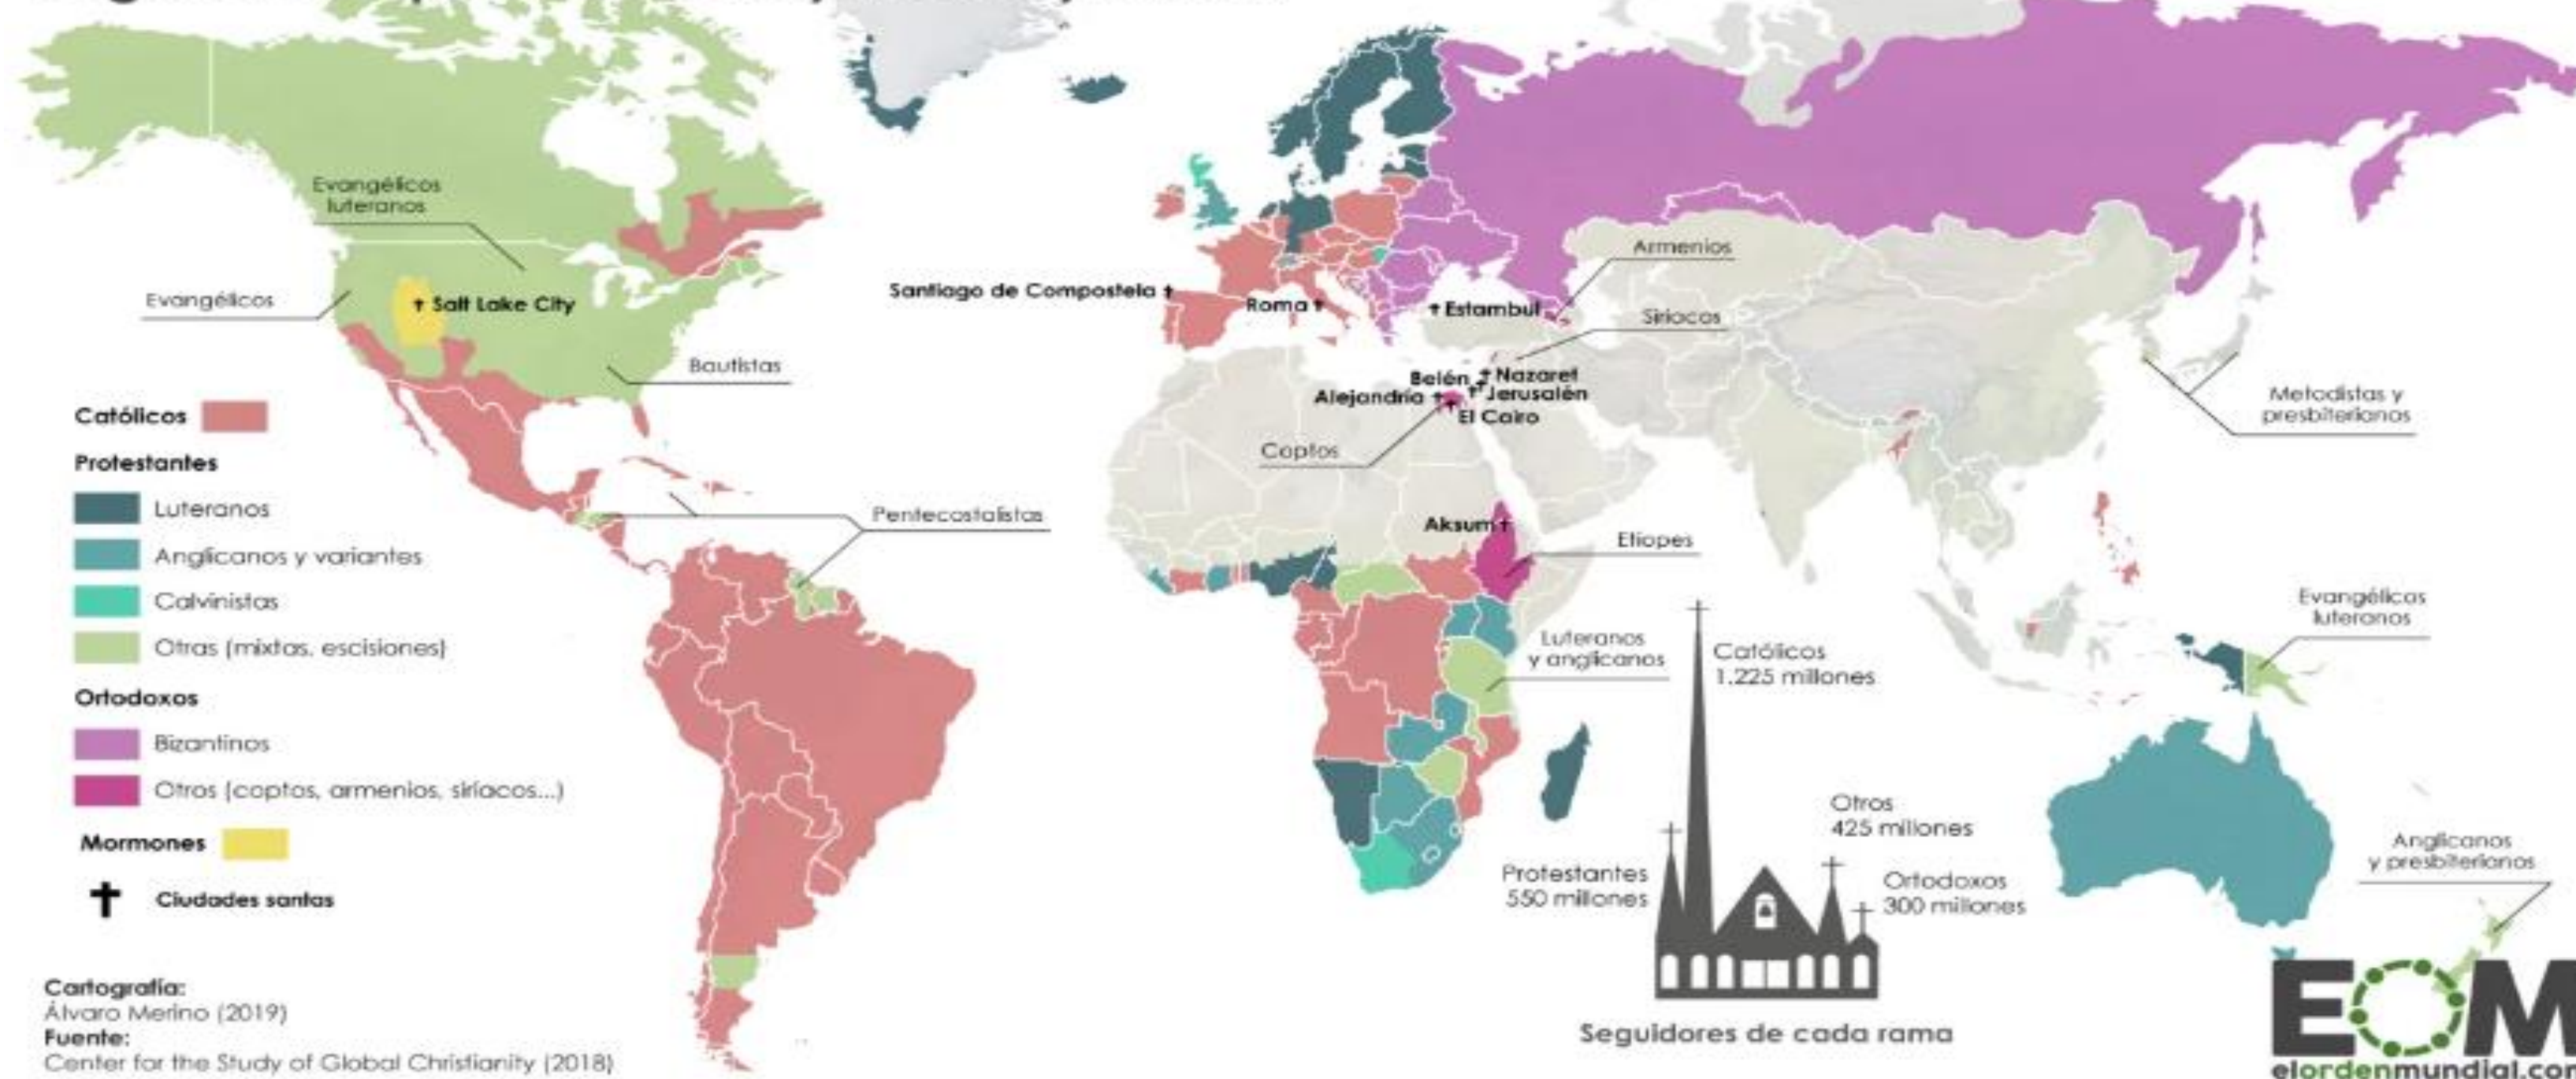 Evangélicos
luteranos
Evangélicos
Salt Lake City
Bautistas
Católicos
Protestantes
Luteranos
Anglicanos y variantes
Calvinistas
Otras (mixtas, escisiones)
Ortodoxos
Bizantinos
Otros (coptos, armenios, siríacos...)
Mormones
Ciudades santas
Cartografía:
Álvaro Merino (2019)
Fuente:
Center for the Study of Global Christianity (2018)
Pentecostalistas
Santiago de Compostela
Roma
Estambul
Armenios
Siriacos
Belén
Nazaret
Alejandría
Jerusalén
El Cairo
Coptos
Aksum
Etíopes
Luteranos
y anglicanos
Metodistas y
presbiterianos
Evangélicos
luteranos
Anglicanos
y presbiterianos
Católicos
1.225 millones
Otros
425 millones
Protestantes
550 millones
Ortodoxos
300 millones
Seguidores de cada rama
EOM
elordenmundial.com